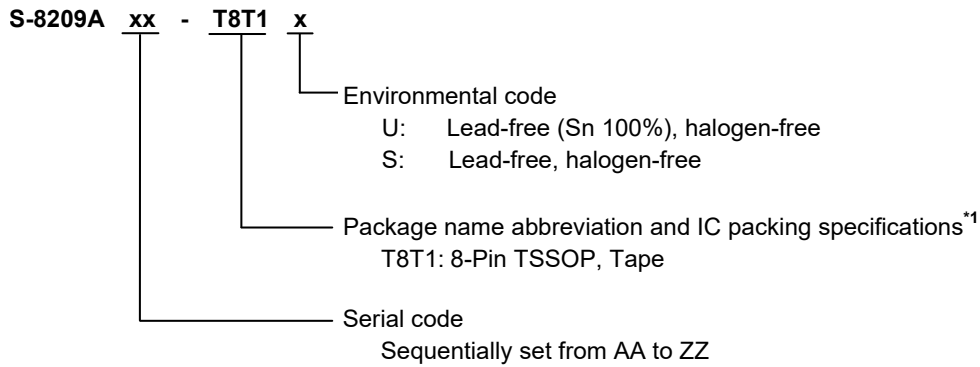 S-8209A xx - T8T1 x
Environmental code
U: Lead-free (Sn 100%), halogen-free
S: Lead-free, halogen-free
Package name abbreviation and IC packing specifications*1
T8T1: 8-Pin TSSOP, Tape
Serial code
Sequentially set from AA to ZZ